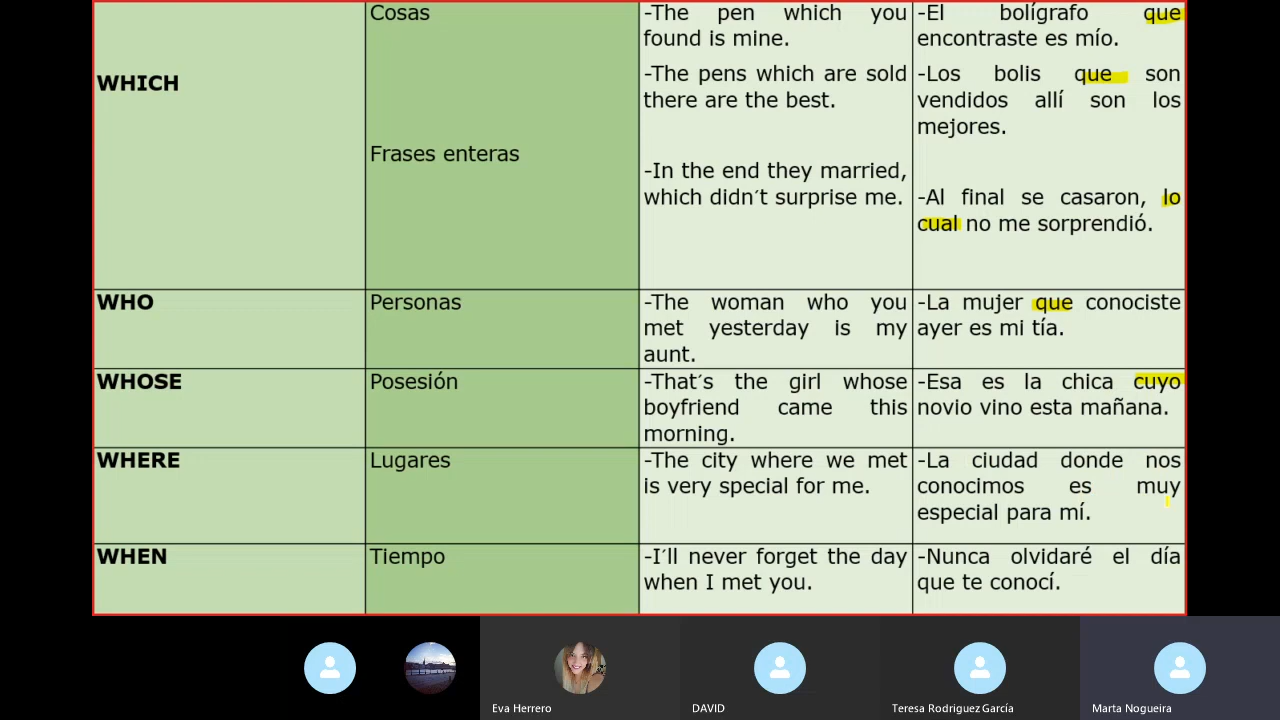 WHICH
Cosas
Frases enteras
-The pen which you
found is mine.
-The pens which are sold
there are the best.
-In the end they married,
which didn´t surprise me.
-El bolígrafo que
encontraste es mío.
-Los bolis que son
vendidos allí son los
mejores.
-Al final se casaron, lo
cual no me sorprendió.
WHO
Personas
-The woman who you
met yesterday is my
aunt.
-La mujer que conociste
ayer es mi tía.
WHOSE
Posesión
-That´s the girl whose
boyfriend came this
morning.
-Esa es la chica cuyo
novio vino esta mañana.
WHERE
Lugares
-The city where we met
is very special for me.
-La ciudad donde nos
conocimos es muy
especial para mí.
WHEN
Tiempo
-I´ll never forget the day
when I met you.
-Nunca olvidaré el día
que te conocí.
Eva Herrero
DAVID
Teresa Rodriguez García
Marta Nogueira